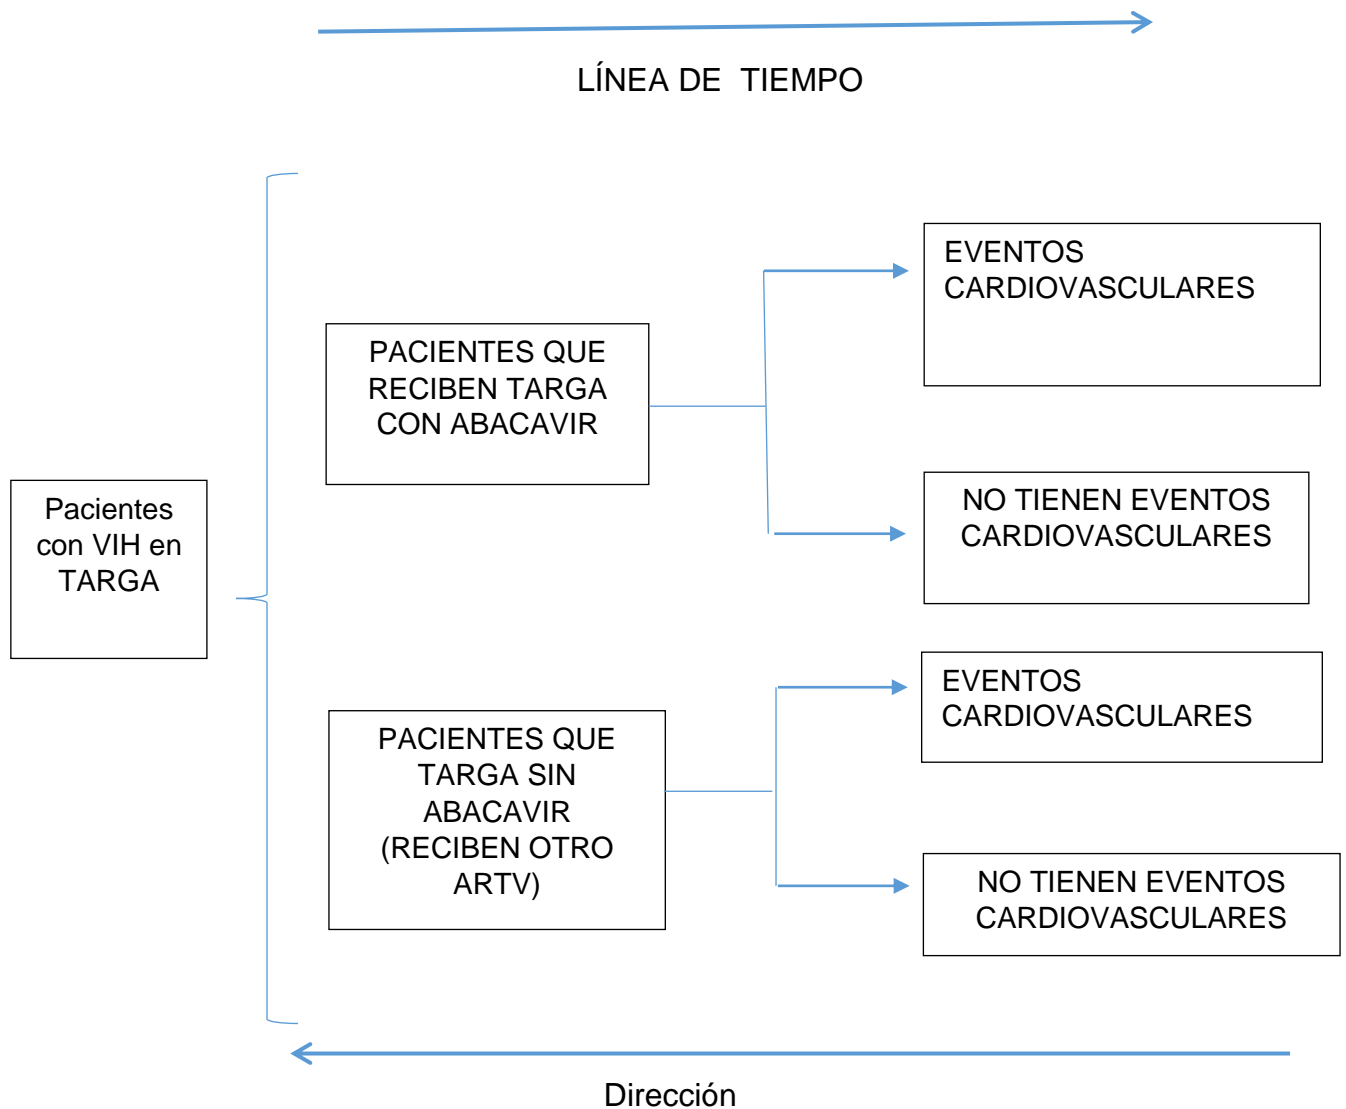 LÍNEA DE TIEMPO
Pacientes
con VIH en
TARGA
PACIENTES QUE
RECIBEN TARGA
CON ABACAVIR
EVENTOS
CARDIOVASCULARES
NO TIENEN EVENTOS
CARDIOVASCULARES
PACIENTES QUE
TARGA SIN
ABACAVIR
(RECIBEN OTRO
ARTV)
EVENTOS
CARDIOVASCULARES
NO TIENEN EVENTOS
CARDIOVASCULARES
Dirección